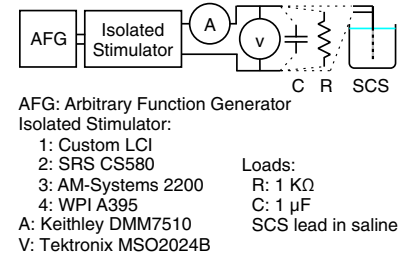 AFG
Isolated
Stimulator
A
v
C R SCS
AFG: Arbitrary Function Generator
Isolated Stimulator:
1: Custom LCI
2: SRS CS580
3: AM-Systems 2200
4: WPI A395
A: Keithley DMM7510
V: Tektronix MSO2024B
Loads:
R: 1 KΩ
C: 1 µF
SCS lead in saline